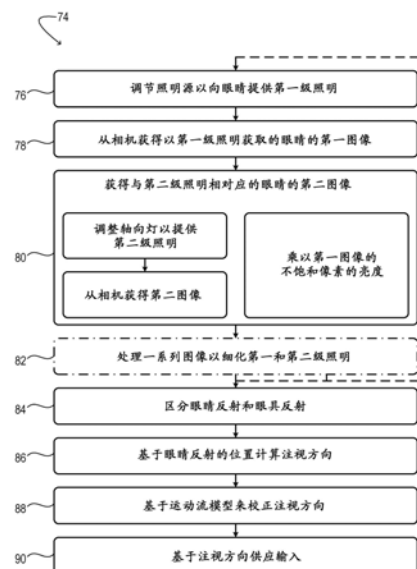 74
76
调节照明源以向眼睛提供第一级照明
78
从相机获得以第一级照明获取的眼睛的第一图像
80
获得与第二级照明相对应的眼睛的第二图像
调整轴向灯以提供
第二级照明
从相机获得第二图像
乘以第一图像的
不饱和像素的亮度
82
处理一系列图像以细化第一和第二级照明
84
区分眼睛反射和眼具反射
86
基于眼睛反射的位置计算注视方向
88
基于运动流模型来校正注视方向
90
基于注视方向供应输入